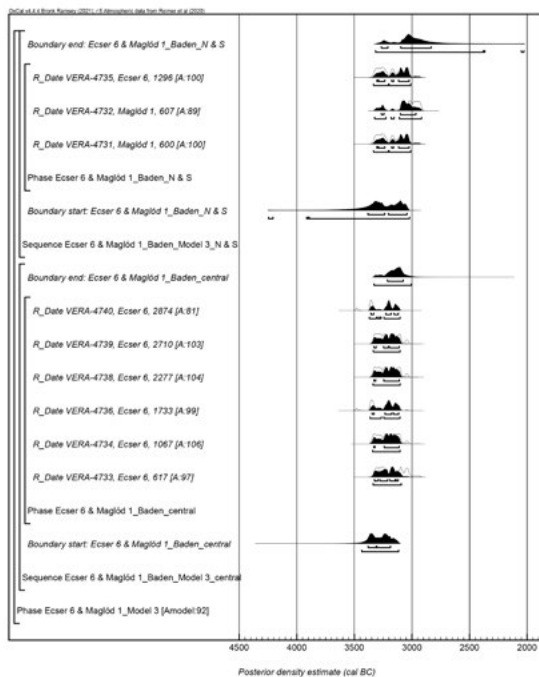 OxCal v4.4.4 Bronk Ramsey (2021); r:5 Atmospheric data from Reimer et al (2020)
Boundary end: Ecser 6 & Maglód 1_Baden_N & S
R_Date VERA-4735, Ecser 6, 1296 [A:100]
R_Date VERA-4732, Maglód 1, 607 [A:89]
R_Date VERA-4731, Maglód 1, 600 [A:100]
Phase Ecser 6 & Maglód 1_Baden_N & S
Boundary start: Ecser 6 & Maglód 1_Baden_N & S
Sequence Ecser 6 & Maglód 1_Baden_Model 3_N & S
Boundary end: Ecser 6 & Maglód 1_Baden_central
R_Date VERA-4740, Ecser 6, 2874 [A:81]
R_Date VERA-4739, Ecser 6, 2710 [A:103]
R_Date VERA-4738, Ecser 6, 2277 [A:104]
R_Date VERA-4736, Ecser 6, 1733 [A:99]
R_Date VERA-4734, Ecser 6, 1067 [A:106]
R_Date VERA-4733, Ecser 6, 617 [A:97]
Phase Ecser 6 & Maglód 1_Baden_central
Boundary start: Ecser 6 & Maglód 1_Baden_central
Sequence Ecser 6 & Maglód 1_Baden_Model 3_central
Phase Ecser 6 & Maglód 1_Model 3 [Amodel:92]
4500 4000 3500 3000 2500 2000
Posterior density estimate (cal BC)